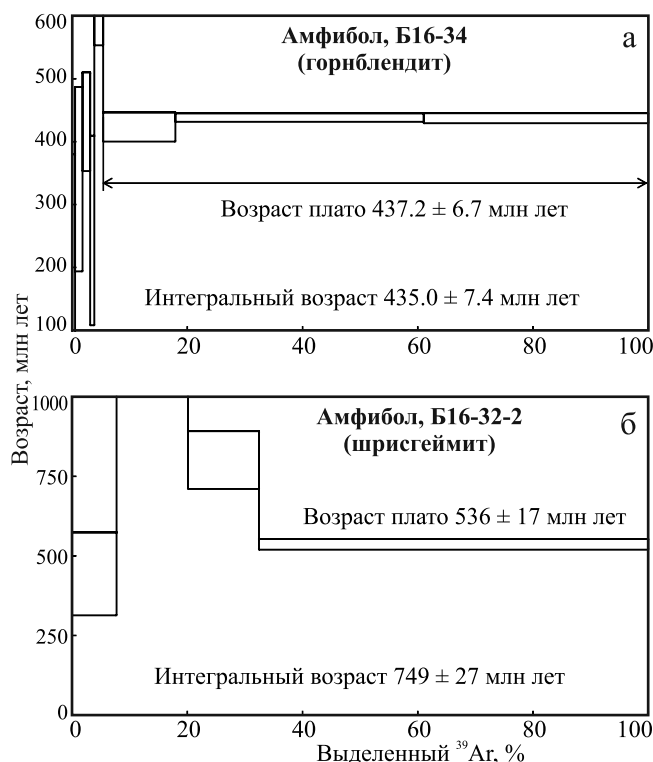 Амфибол, Б16-34
(горнблендит)
а
600
500
400
300
200
100
Возраст плато 437.2 ± 6.7 млн лет
Интегральный возраст 435.0 ± 7.4 млн лет
0 20 40 60 80 100
Возраст, млн лет
Амфибол, Б16-32-2
(шрисгеймит)
б
1000
750
500
250
0
Возраст плато 536 ± 17 млн лет
Интегральный возраст 749 ± 27 млн лет
0 20 40 60 80 100
Выделенный ³⁹Ar, %